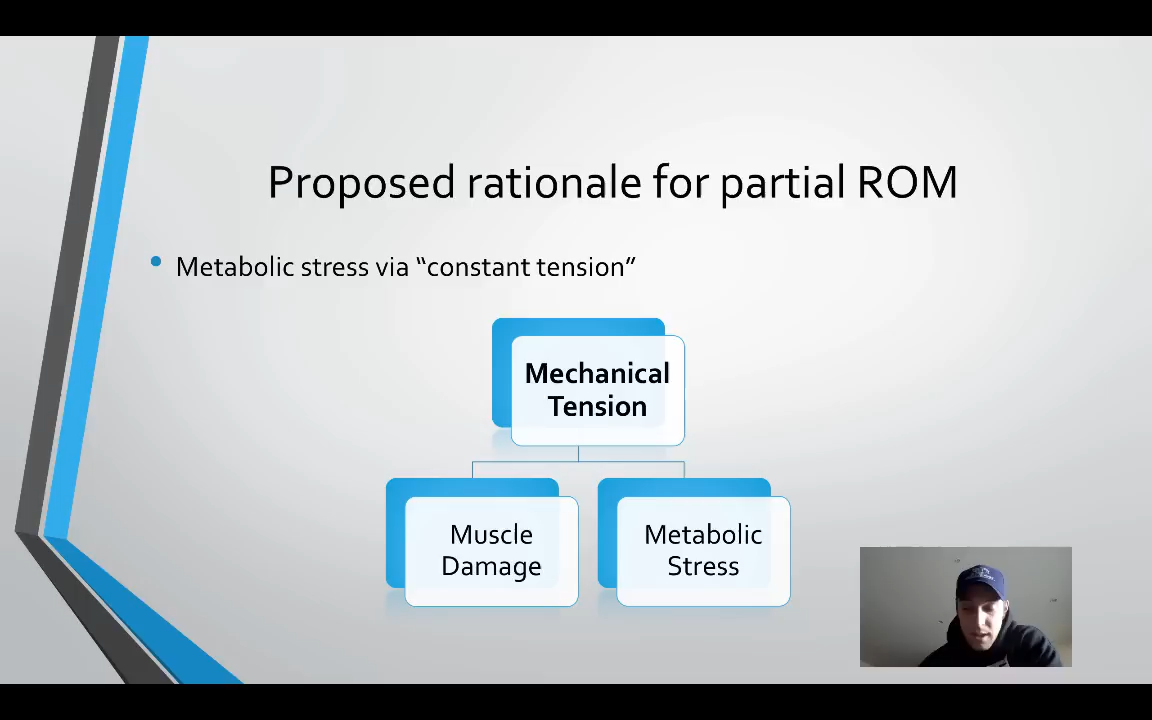 Proposed rationale for partial ROM
Metabolic stress via “constant tension”
Mechanical
Tension
Muscle
Damage
Metabolic
Stress